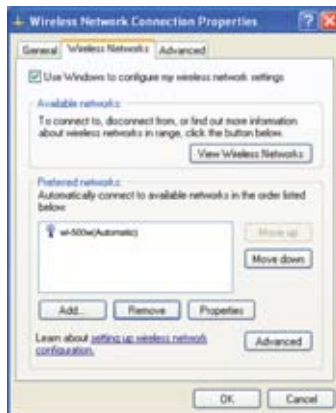 Wireless Network Connection Properties
General Wireless Networks Advanced
Use Windows to configure my wireless network settings
Available networks:
To connect to, disconnect from, or find out more information
about wireless networks in range, click the button below.
View Wireless Networks
Preferred networks:
Automatically connect to available networks in the order listed
below:
wl-500w(Automatic)
Move up
Move down
Add... Remove Properties
Learn about setting up wireless network
configuration.
Advanced
OK Cancel